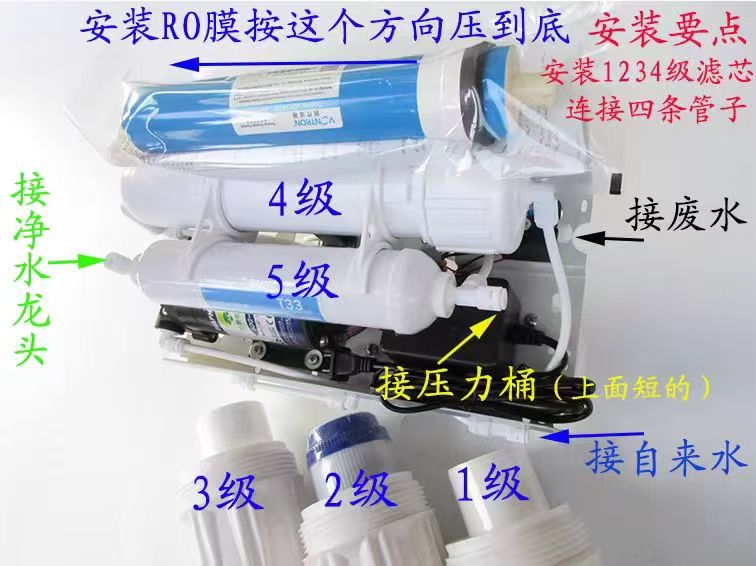 安装RO膜按这个方向压到底
安装要点
安装1234级滤芯
连接四条管子
VONTRON
4级
接废水
接净水龙头
5级
T33
接压力桶（上面短的）
接自来水
3级
2级
1级